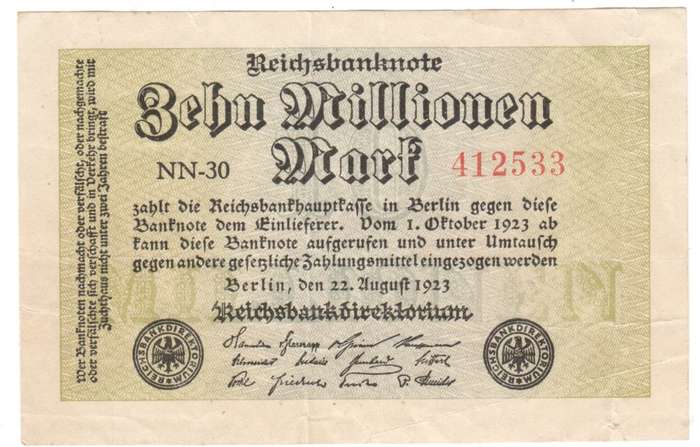 Reichsbanknote
Zehn Millionen
Mark
NN-30
412533
zahlt die Reichsbankhauptkasse in Berlin gegen diese
Banknote dem Einlieferer. Vom 1. Oktober 1923 ab
kann diese Banknote aufgerufen und unter Umtausch
gegen andere gesetzliche Zahlungsmittel eingezogen werden
Berlin, den 22. August 1923
Reichsbankdirektorium
REICHSBANKDIREKTORIUM
REICHSBANKDIREKTORIUM
Wer Banknoten nachmacht oder verfälscht, oder nachgemachte
oder verfälschte sich verschafft und in Verkehr bringt, wird mit
Zuchthaus nicht unter zwei Jahren bestraft